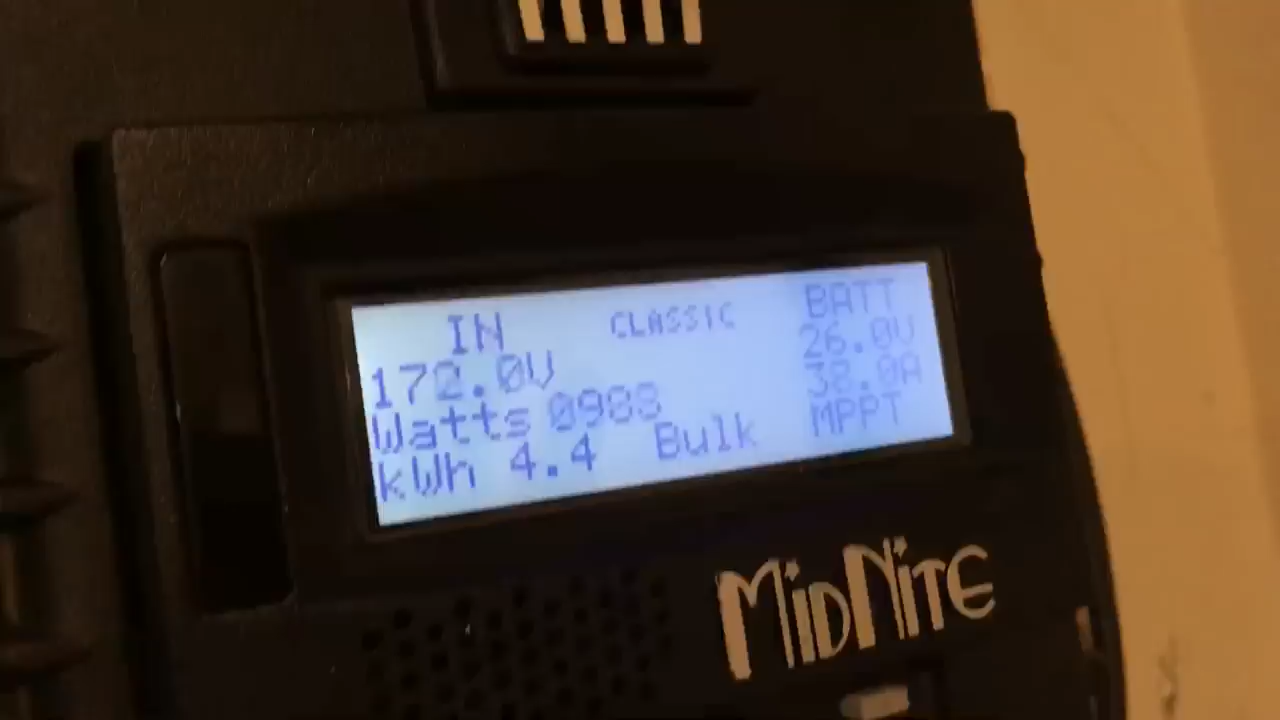 IN CLASSIC BATT
172.0V 26.0V
Watts 0988 38.0A
kWh 4.4 Bulk MPPT
MIDNITE